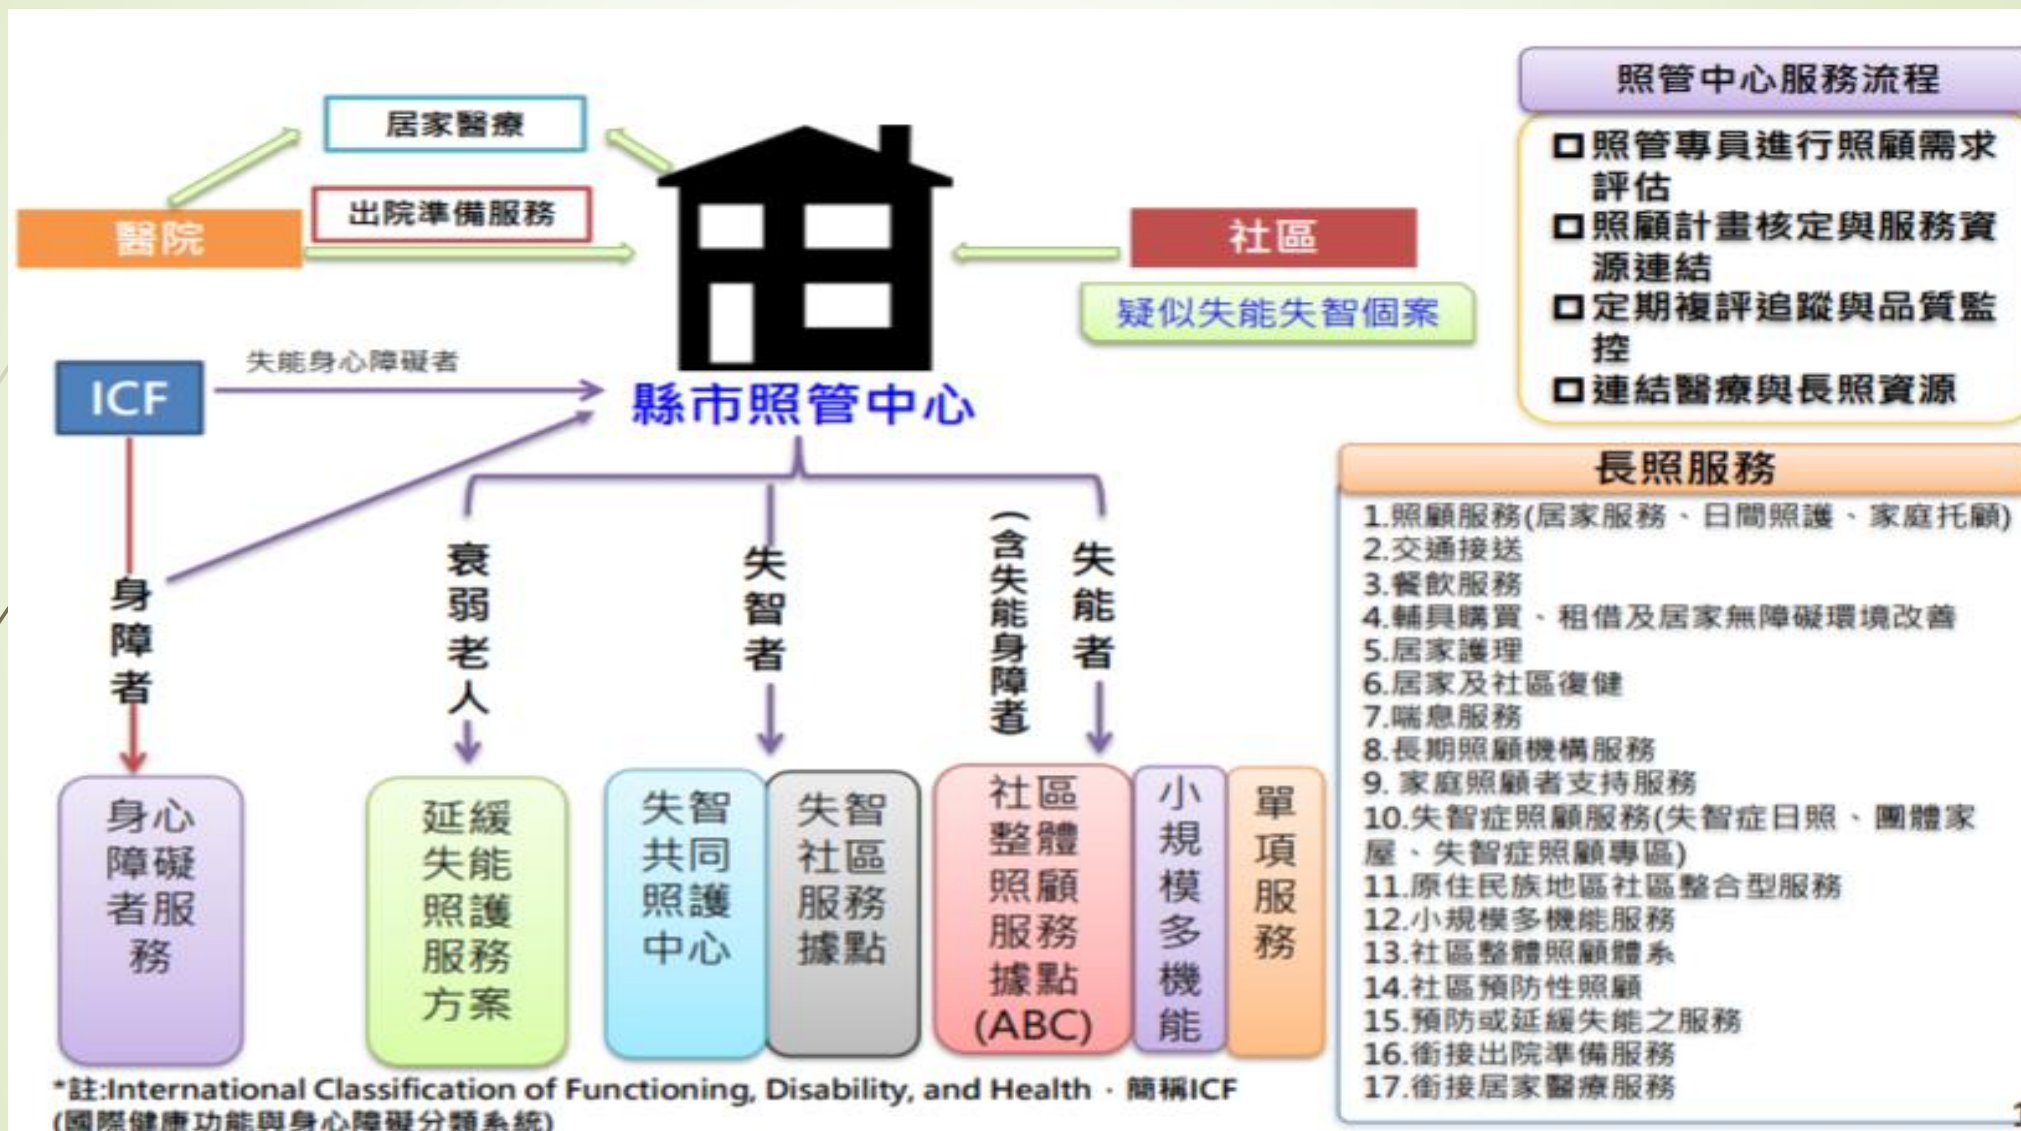 居家醫療
出院準備服務
醫院
社區
疑似失能失智個案
ICF
失能身心障礙者
縣市照管中心
身障者
衰弱老人
失智者
(含失能身障者)
失能者
身心
障礙
者服
務
延緩
失能
照護
服務
方案
失智
共同
照護
中心
失智
社區
服務
據點
社區
整體
照顧
服務
據點
(ABC)
小規模多機能
單項服務
*註:International Classification of Functioning, Disability, and Health,簡稱ICF
(國際健康功能與身心障礙分類系統)
照管中心服務流程
照管專員進行照顧需求
評估
照顧計畫核定與服務資
源連結
定期複評追蹤與品質監
控
連結醫療與長照資源
長照服務
1.照顧服務(居家服務、日間照護、家庭托顧)
2.交通接送
3.餐飲服務
4.輔具購買、租借及居家無障礙環境改善
5.居家護理
6.居家及社區復健
7.喘息服務
8.長期照顧機構服務
9. 家庭照顧者支持服務
10.失智症照顧服務(失智症日照、團體家
屋、失智症照顧專區)
11.原住民族地區社區整合型服務
12.小規模多機能服務
13.社區整體照顧體系
14.社區預防性照顧
15.預防或延緩失能之服務
16.銜接出院準備服務
17.銜接居家醫療服務